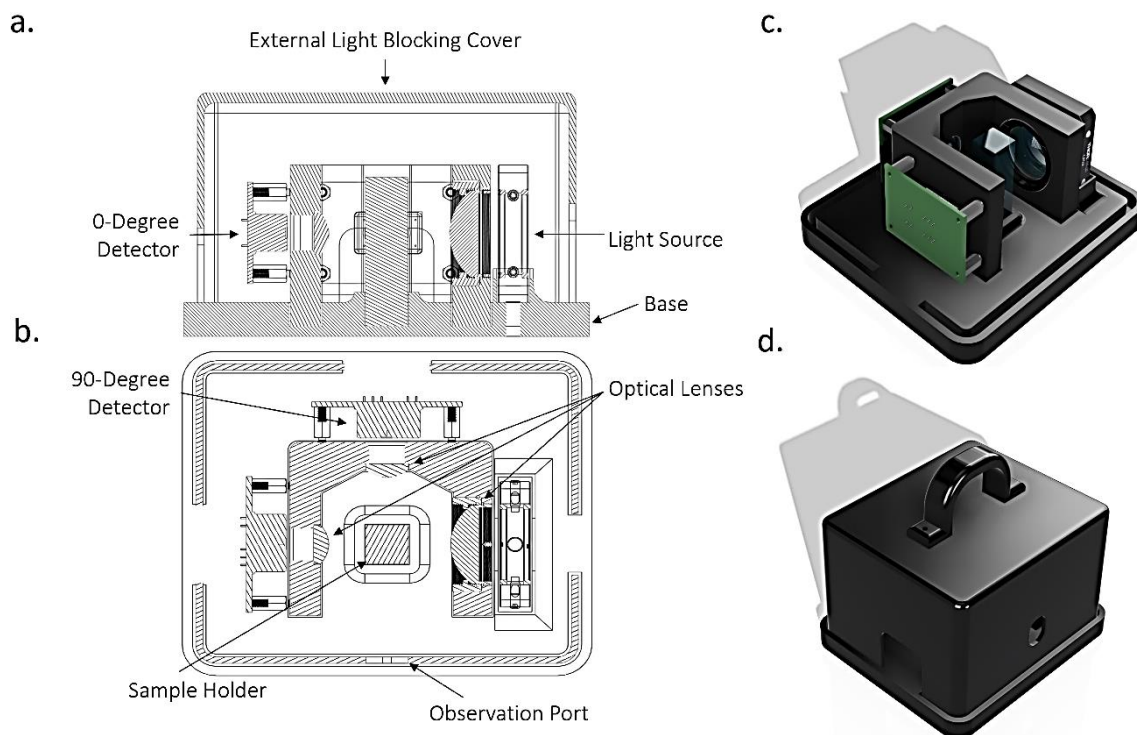 a.
External Light Blocking Cover
0-Degree
Detector
Light Source
Base
b.
90-Degree
Detector
Optical Lenses
Sample Holder
Observation Port
c.
d.